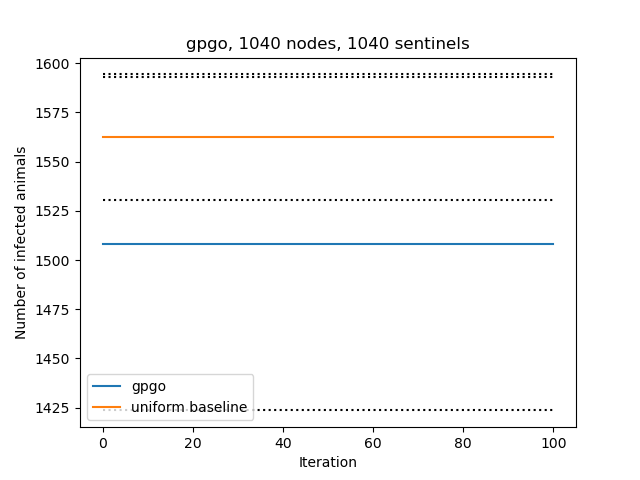 gpgo, 1040 nodes, 1040 sentinels
1600
1575
1550
1525
1500
1475
1450
1425
Number of infected animals
gpgo
uniform baseline
0 20 40 60 80 100
Iteration